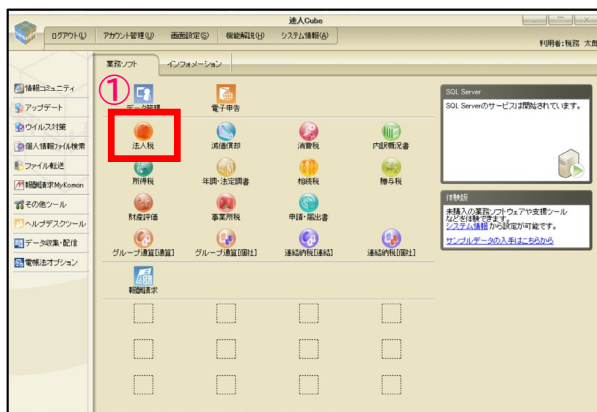 達人Cube
ログアウト(L) アカウント管理(U) 画面設定(S) 機能解説(H) システム情報(A)
利用者:税務 太郎
業務ソフト インフォメーション
①
情報コミュニティ
アップデート
ウイルス対策
個人情報ファイル検索
ファイル転送
報酬請求MyKomon
その他ツール
ヘルプデスクツール
データ収集・配信
電帳法オプション
データ管理 電子申告
法人税 減価償却 消費税 内訳概況書
所得税 年調・法定調書 相続税 贈与税
財産評価 事業所税 申請・届出書
グループ通算[通算] グループ通算[個社] 連結納税[連結] 連結納税[個社]
報酬請求
SQL Server
SQL Serverのサービスは開始されています。
体験版
未購入の業務ソフトウェアや支援ツール
などを体験できます。
システム情報 から設定が可能です。
サンプルデータの入手はこちらから